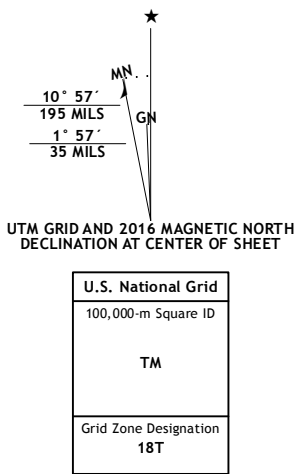 ★
MN
GN
10° 57´
195 MILS
1° 57´
35 MILS
UTM GRID AND 2016 MAGNETIC NORTH
DECLINATION AT CENTER OF SHEET
U.S. National Grid
100,000-m Square ID
TM
Grid Zone Designation
18T